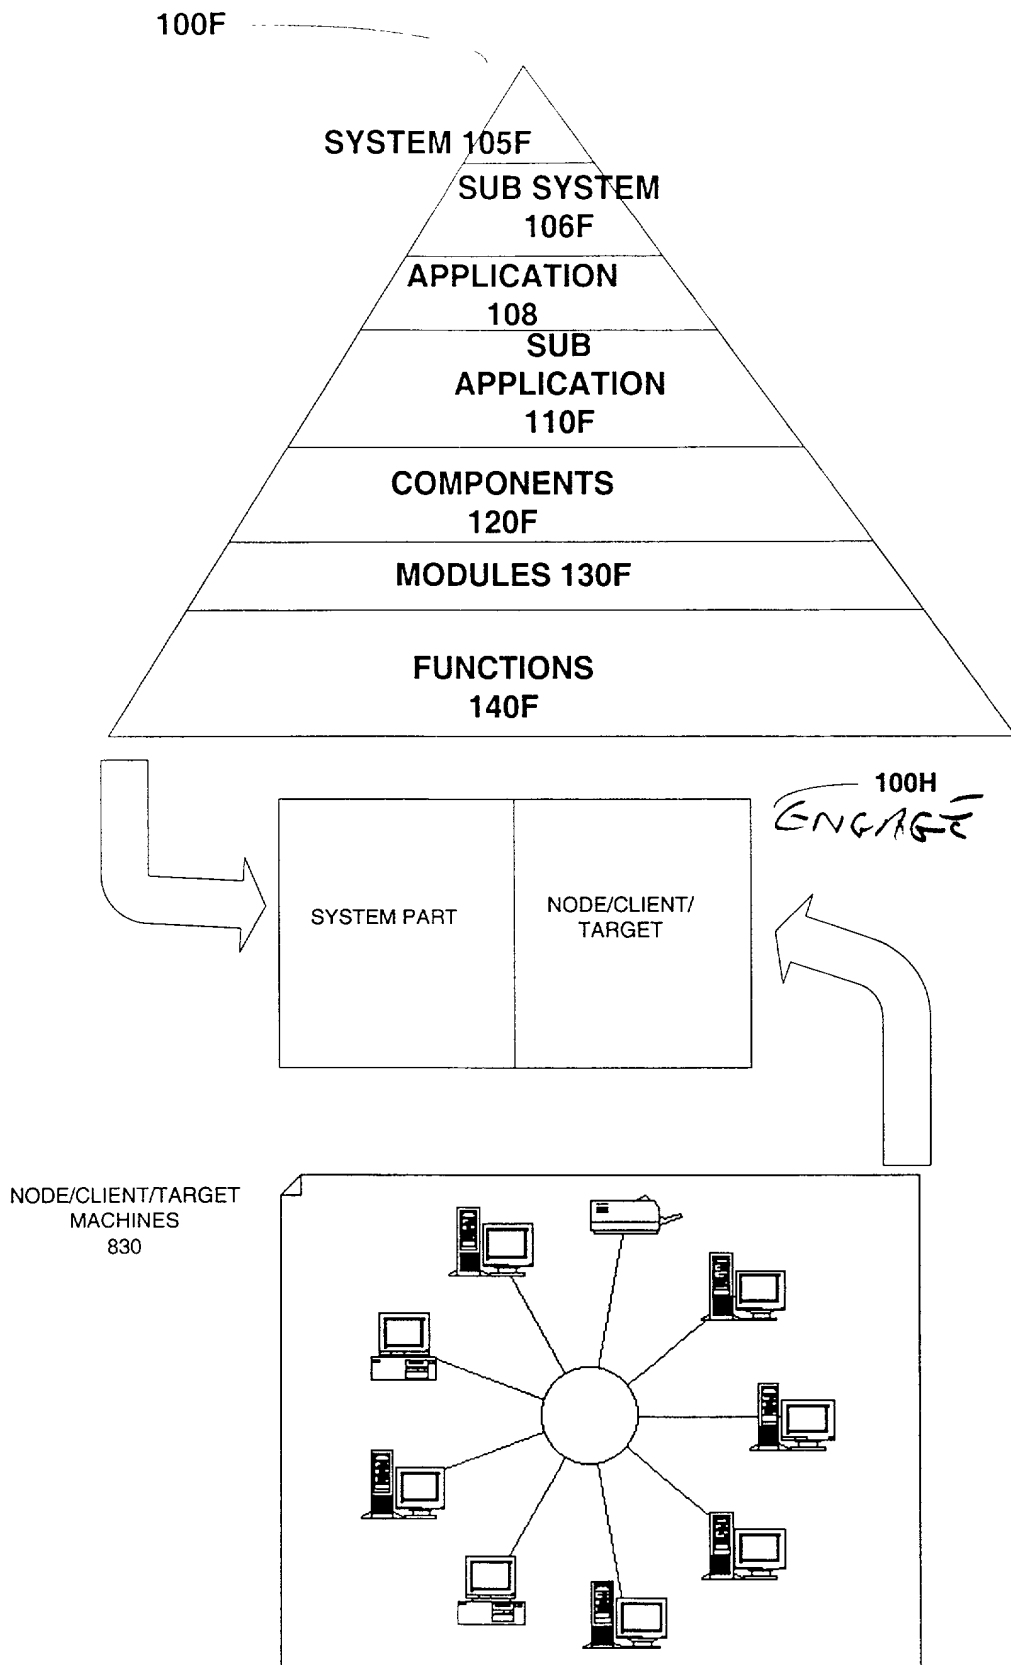 100F
SYSTEM 105F
SUB SYSTEM
106F
APPLICATION
108
SUB
APPLICATION
110F
COMPONENTS
120F
MODULES 130F
FUNCTIONS
140F
100H
ENGAGE
SYSTEM PART
NODE/CLIENT/
TARGET
NODE/CLIENT/TARGET
MACHINES
830